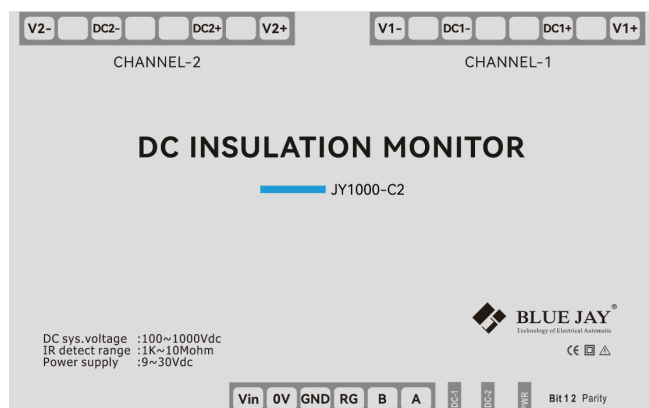 V2- DC2- DC2+ V2+ V1- DC1- DC1+ V1+
CHANNEL-2 CHANNEL-1
DC INSULATION MONITOR
JY1000-C2
BLUE JAY®
Technology of Electrical Automatic
DC sys.voltage :100~1000Vdc
IR detect range :1K~10Mohm
Power supply :9~30Vdc
CE
Vin 0V GND RG B A DC-1 DC-2 PWR Bit 1 2 Parity